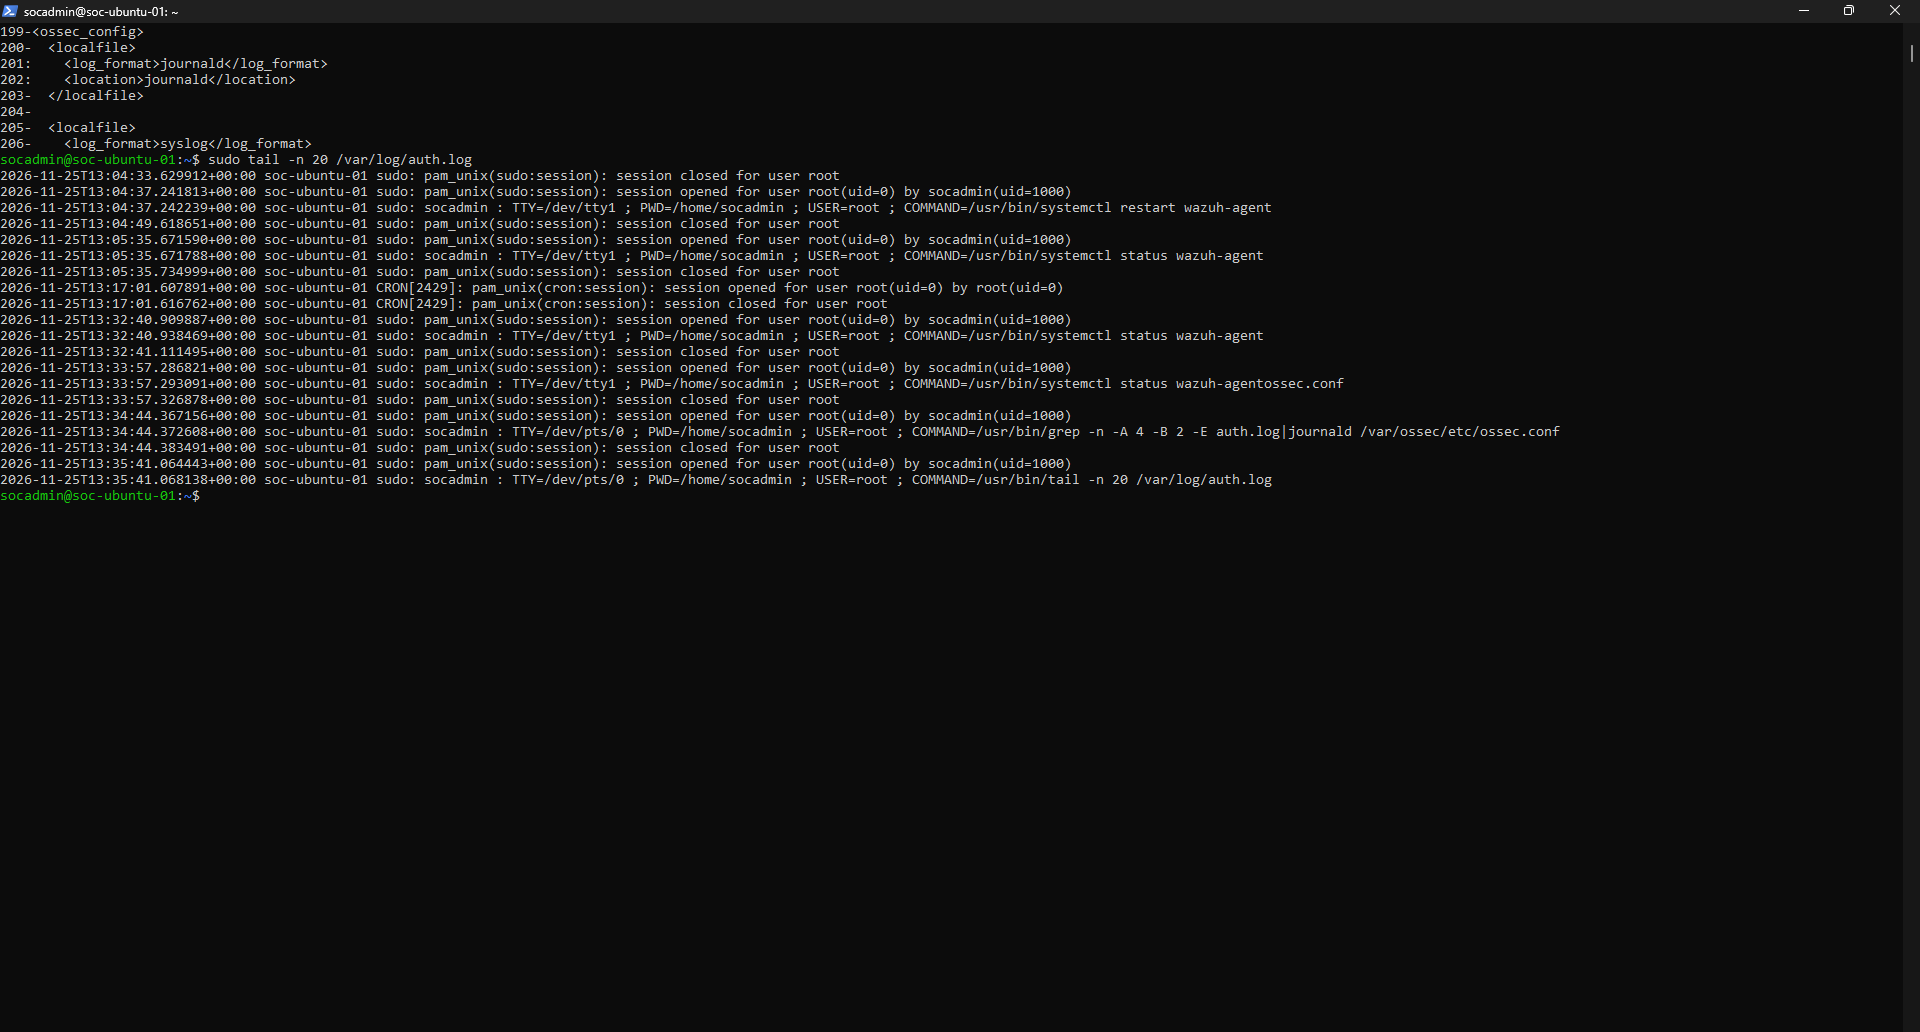 socadmin@soc-ubuntu-01: ~
199-<ossec_config>
200-  <localfile>
201:    <log_format>journald</log_format>
202:    <location>journald</location>
203-  </localfile>
204-
205-  <localfile>
206-    <log_format>syslog</log_format>
socadmin@soc-ubuntu-01:~$ sudo tail -n 20 /var/log/auth.log
2026-11-25T13:04:33.629912+00:00 soc-ubuntu-01 sudo: pam_unix(sudo:session): session closed for user root
2026-11-25T13:04:37.241813+00:00 soc-ubuntu-01 sudo: pam_unix(sudo:session): session opened for user root(uid=0) by socadmin(uid=1000)
2026-11-25T13:04:37.242239+00:00 soc-ubuntu-01 sudo: socadmin : TTY=/dev/tty1 ; PWD=/home/socadmin ; USER=root ; COMMAND=/usr/bin/systemctl restart wazuh-agent
2026-11-25T13:04:49.618651+00:00 soc-ubuntu-01 sudo: pam_unix(sudo:session): session closed for user root
2026-11-25T13:05:35.671590+00:00 soc-ubuntu-01 sudo: pam_unix(sudo:session): session opened for user root(uid=0) by socadmin(uid=1000)
2026-11-25T13:05:35.671788+00:00 soc-ubuntu-01 sudo: socadmin : TTY=/dev/tty1 ; PWD=/home/socadmin ; USER=root ; COMMAND=/usr/bin/systemctl status wazuh-agent
2026-11-25T13:05:35.734999+00:00 soc-ubuntu-01 sudo: pam_unix(sudo:session): session closed for user root
2026-11-25T13:17:01.607891+00:00 soc-ubuntu-01 CRON[2429]: pam_unix(cron:session): session opened for user root(uid=0) by root(uid=0)
2026-11-25T13:17:01.616762+00:00 soc-ubuntu-01 CRON[2429]: pam_unix(cron:session): session closed for user root
2026-11-25T13:32:40.909887+00:00 soc-ubuntu-01 sudo: pam_unix(sudo:session): session opened for user root(uid=0) by socadmin(uid=1000)
2026-11-25T13:32:40.938469+00:00 soc-ubuntu-01 sudo: socadmin : TTY=/dev/tty1 ; PWD=/home/socadmin ; USER=root ; COMMAND=/usr/bin/systemctl status wazuh-agent
2026-11-25T13:32:41.111495+00:00 soc-ubuntu-01 sudo: pam_unix(sudo:session): session closed for user root
2026-11-25T13:33:57.286821+00:00 soc-ubuntu-01 sudo: pam_unix(sudo:session): session opened for user root(uid=0) by socadmin(uid=1000)
2026-11-25T13:33:57.293091+00:00 soc-ubuntu-01 sudo: socadmin : TTY=/dev/tty1 ; PWD=/home/socadmin ; USER=root ; COMMAND=/usr/bin/systemctl status wazuh-agentossec.conf
2026-11-25T13:33:57.326878+00:00 soc-ubuntu-01 sudo: pam_unix(sudo:session): session closed for user root
2026-11-25T13:34:44.367156+00:00 soc-ubuntu-01 sudo: pam_unix(sudo:session): session opened for user root(uid=0) by socadmin(uid=1000)
2026-11-25T13:34:44.372608+00:00 soc-ubuntu-01 sudo: socadmin : TTY=/dev/pts/0 ; PWD=/home/socadmin ; USER=root ; COMMAND=/usr/bin/grep -n -A 4 -B 2 -E auth.log|journald /var/ossec/etc/ossec.conf
2026-11-25T13:34:44.383491+00:00 soc-ubuntu-01 sudo: pam_unix(sudo:session): session closed for user root
2026-11-25T13:35:41.064443+00:00 soc-ubuntu-01 sudo: pam_unix(sudo:session): session opened for user root(uid=0) by socadmin(uid=1000)
2026-11-25T13:35:41.068138+00:00 soc-ubuntu-01 sudo: socadmin : TTY=/dev/pts/0 ; PWD=/home/socadmin ; USER=root ; COMMAND=/usr/bin/tail -n 20 /var/log/auth.log
socadmin@soc-ubuntu-01:~$